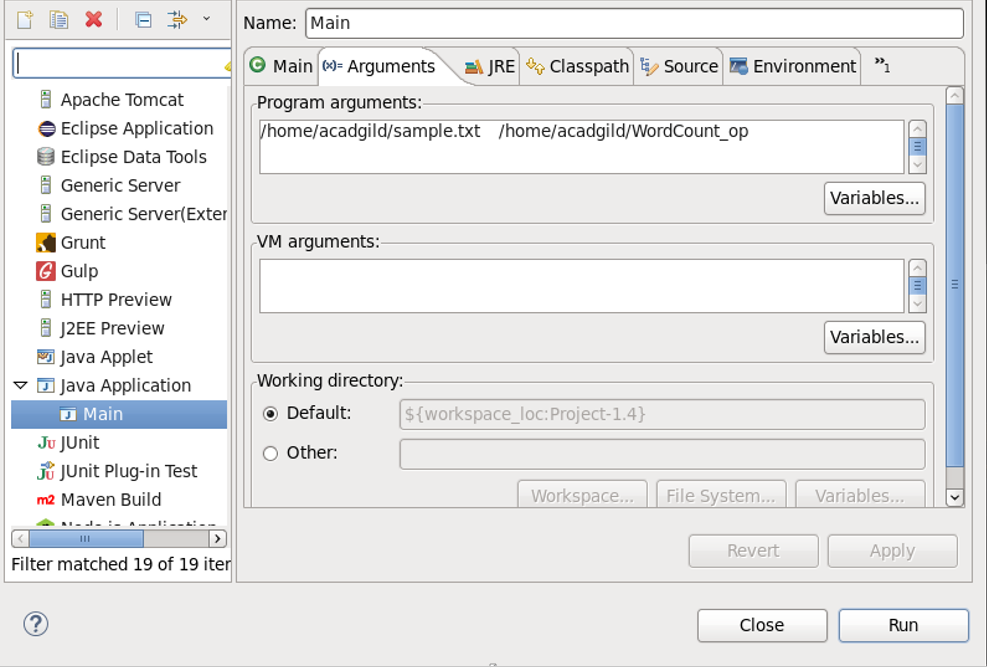 Name: Main
Main (x)= Arguments JRE Classpath Source Environment »1
Apache Tomcat
Eclipse Application
Eclipse Data Tools
Generic Server
Generic Server(Exter
Grunt
Gulp
HTTP Preview
J2EE Preview
Java Applet
Java Application
Main
JUnit
JUnit Plug-in Test
Maven Build
Node.js Application
Filter matched 19 of 19 iter
Program arguments:
/home/acadgild/sample.txt /home/acadgild/WordCount_op
Variables...
VM arguments:
Variables...
Working directory:
Default: ${workspace_loc:Project-1.4}
Other:
Workspace... File System... Variables...
Revert Apply
Close Run